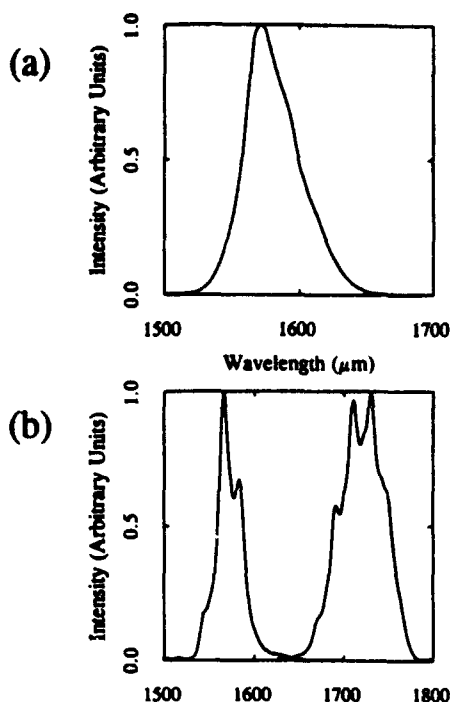 (a)
Intensity (Arbitrary Units)
1.0
0.5
0.0
1500 1600 1700
Wavelength (μm)
(b)
Intensity (Arbitrary Units)
1.0
0.5
0.0
1500 1600 1700 1800